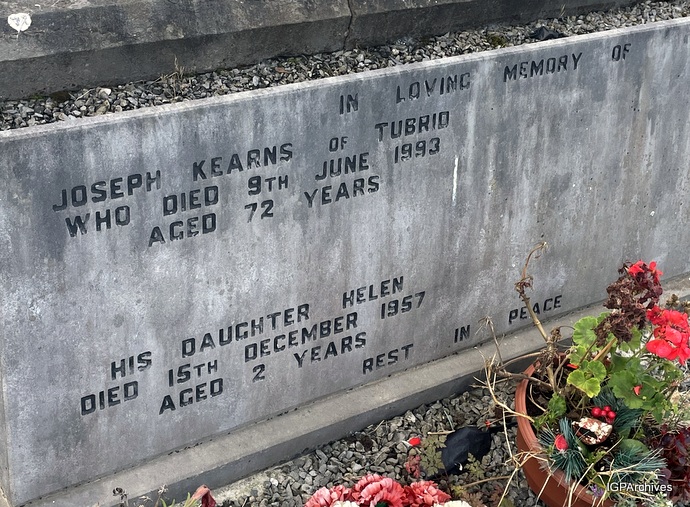 IN LOVING MEMORY OF
JOSEPH KEARNS OF TUBRID
WHO DIED 9TH JUNE 1993
AGED 72 YEARS
HIS DAUGHTER HELEN
DIED 15TH DECEMBER 1957
AGED 2 YEARS
REST IN PEACE
IGPArchives